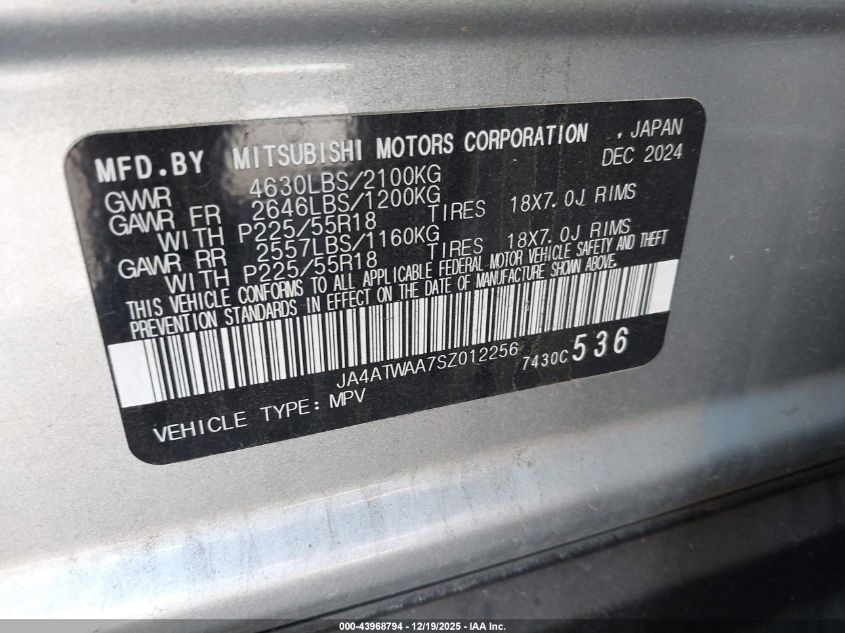 MFD.BY MITSUBISHI MOTORS CORPORATION , JAPAN
DEC 2024
GVWR 4630LBS/2100KG
GAWR FR 2646LBS/1200KG
WITH P225/55R18 TIRES 18X7.0J RIMS
GAWR RR 2557LBS/1160KG
WITH P225/55R18 TIRES 18X7.0J RIMS
THIS VEHICLE CONFORMS TO ALL APPLICABLE FEDERAL MOTOR VEHICLE SAFETY AND THEFT
PREVENTION STANDARDS IN EFFECT ON THE DATE OF MANUFACTURE SHOWN ABOVE.
JA4ATWAA7SZ012256 7430C 536
VEHICLE TYPE: MPV
000-43968794 - 12/19/2025 - IAA Inc.